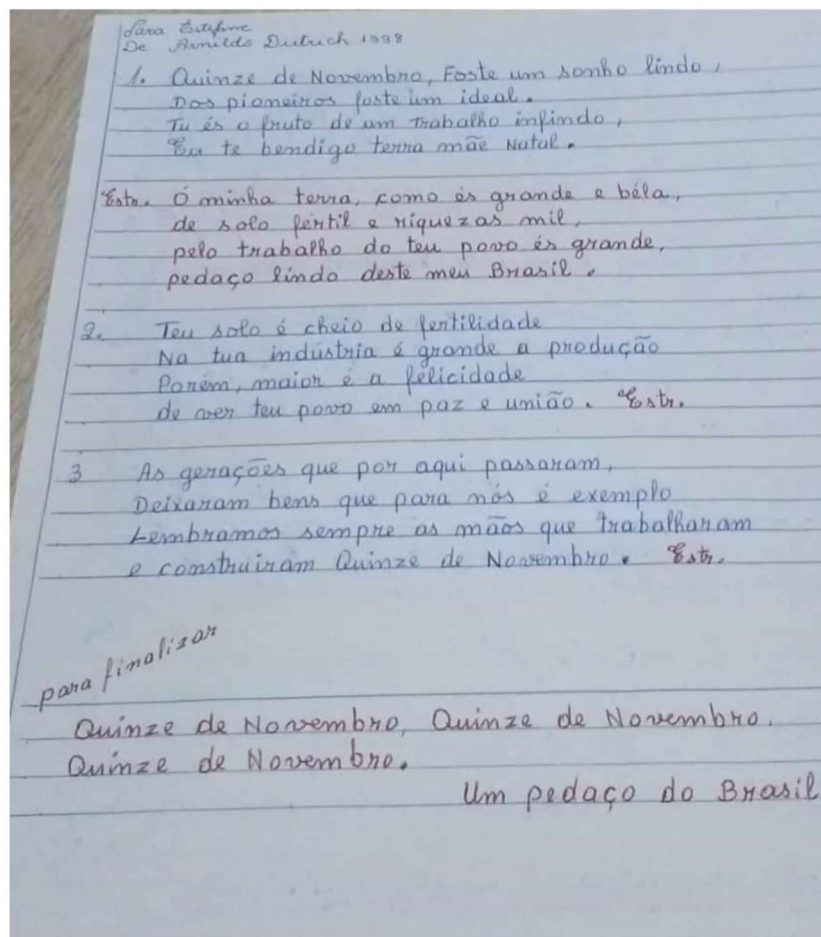 Para Estefane
De Arnildo Dietrich 1998
1. Quinze de Novembro, Foste um sonho lindo,
Dos pioneiros foste um ideal.
Tu és o fruto de um Trabalho infindo,
Eu te bendigo terra mãe Natal.
Estr. Ó minha terra, como és grande e béla,
de solo fértil e riquezas mil,
pelo trabalho do teu povo és grande,
pedaço lindo deste meu Brasil.
2. Teu solo é cheio de fertilidade
Na tua indústria é grande a produção
Porém, maior é a felicidade
de ver teu povo em paz e união. Estr.
3 As gerações que por aqui passaram,
Deixaram bens que para nós é exemplo
Lembramos sempre as mãos que Trabalharam
e construiram Quinze de Novembro. Estr.
para finalizar
Quinze de Novembro, Quinze de Novembro.
Quinze de Novembro.
Um pedaço do Brasil